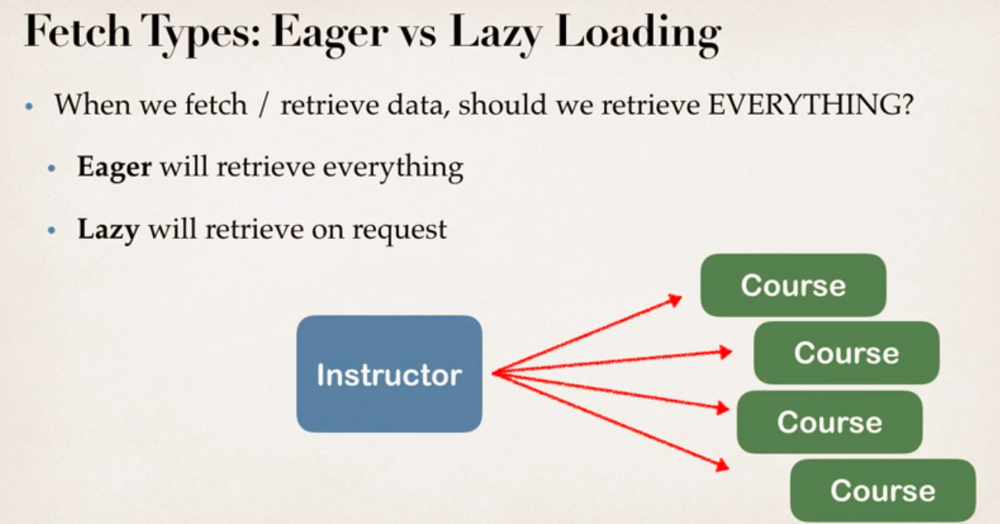 Fetch Types: Eager vs Lazy Loading
• When we fetch / retrieve data, should we retrieve EVERYTHING?
• Eager will retrieve everything
• Lazy will retrieve on request
Course
Course
Instructor
Course
Course